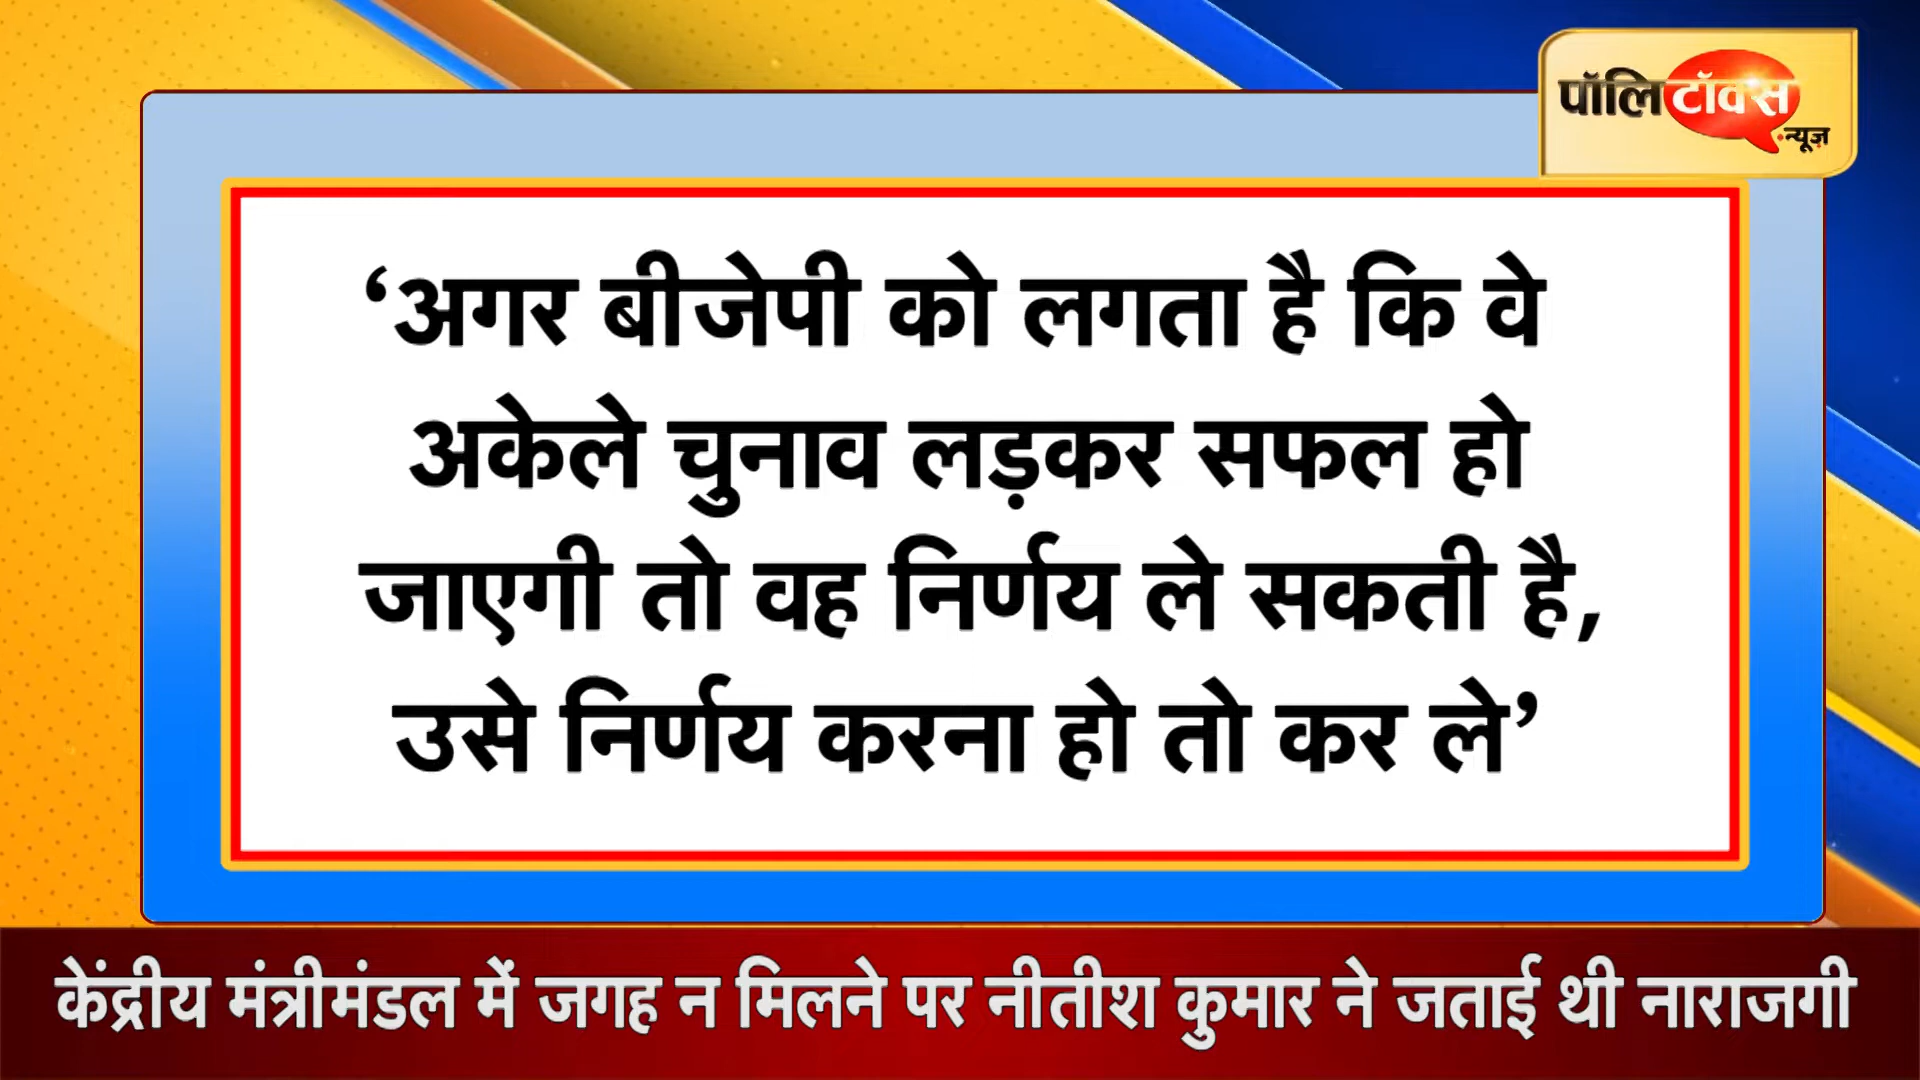 पॉलिटॉक्स
न्यूज़
‘अगर बीजेपी को लगता है कि वे
अकेले चुनाव लड़कर सफल हो
जाएगी तो वह निर्णय ले सकती है,
उसे निर्णय करना हो तो कर ले’
केंद्रीय मंत्रीमंडल में जगह न मिलने पर नीतीश कुमार ने जताई थी नाराजगी